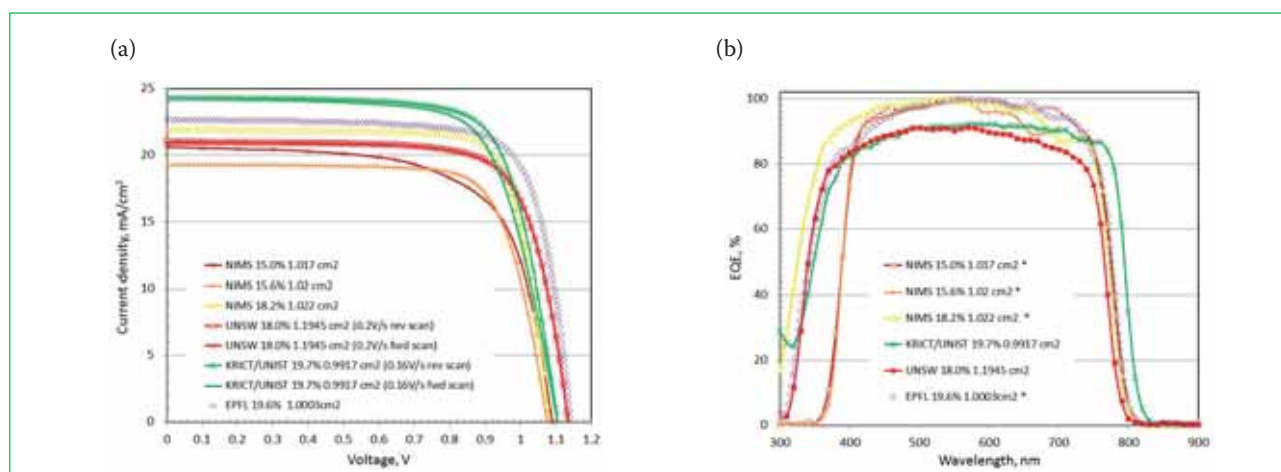 (a)
25
20
15
10
5
0
Current density, mA/cm²
NIMS 15.0% 1.017 cm2
NIMS 15.6% 1.02 cm2
NIMS 18.2% 1.022 cm2
UNSW 18.0% 1.1945 cm2 (0.2V/s rev scan)
UNSW 18.0% 1.1945 cm2 (0.2V/s fwd scan)
KRICT/UNIST 19.7% 0.9917 cm2 (0.16V/s rev scan)
KRICT/UNIST 19.7% 0.9917 cm2 (0.16V/s fwd scan)
EPFL 19.6% 1.0003cm2
0 0.1 0.2 0.3 0.4 0.5 0.6 0.7 0.8 0.9 1 1.1 1.2
Voltage, V
(b)
100
80
60
40
20
0
EQE, %
NIMS 15.0% 1.017 cm2 *
NIMS 15.6% 1.02 cm2 *
NIMS 18.2% 1.022 cm2 *
KRICT/UNIST 19.7% 0.9917 cm2
UNSW 18.0% 1.1945 cm2
EPFL 19.6% 1.0003cm2 *
300 400 500 600 700 800 900
Wavelength, nm